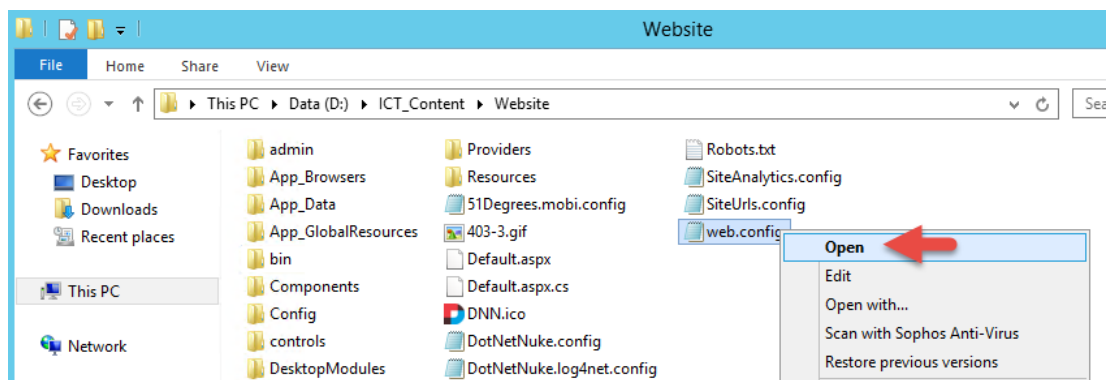 Website
File Home Share View
This PC Data (D:) ICT_Content Website
Sea
Favorites
Desktop
Downloads
Recent places
This PC
Network
admin
App_Browsers
App_Data
App_GlobalResources
bin
Components
Config
controls
DesktopModules
Providers
Resources
51Degrees.mobi.config
403-3.gif
Default.aspx
Default.aspx.cs
DNN.ico
DotNetNuke.config
DotNetNuke.log4net.config
Robots.txt
SiteAnalytics.config
SiteUrls.config
web.config
Open
Edit
Open with...
Scan with Sophos Anti-Virus
Restore previous versions